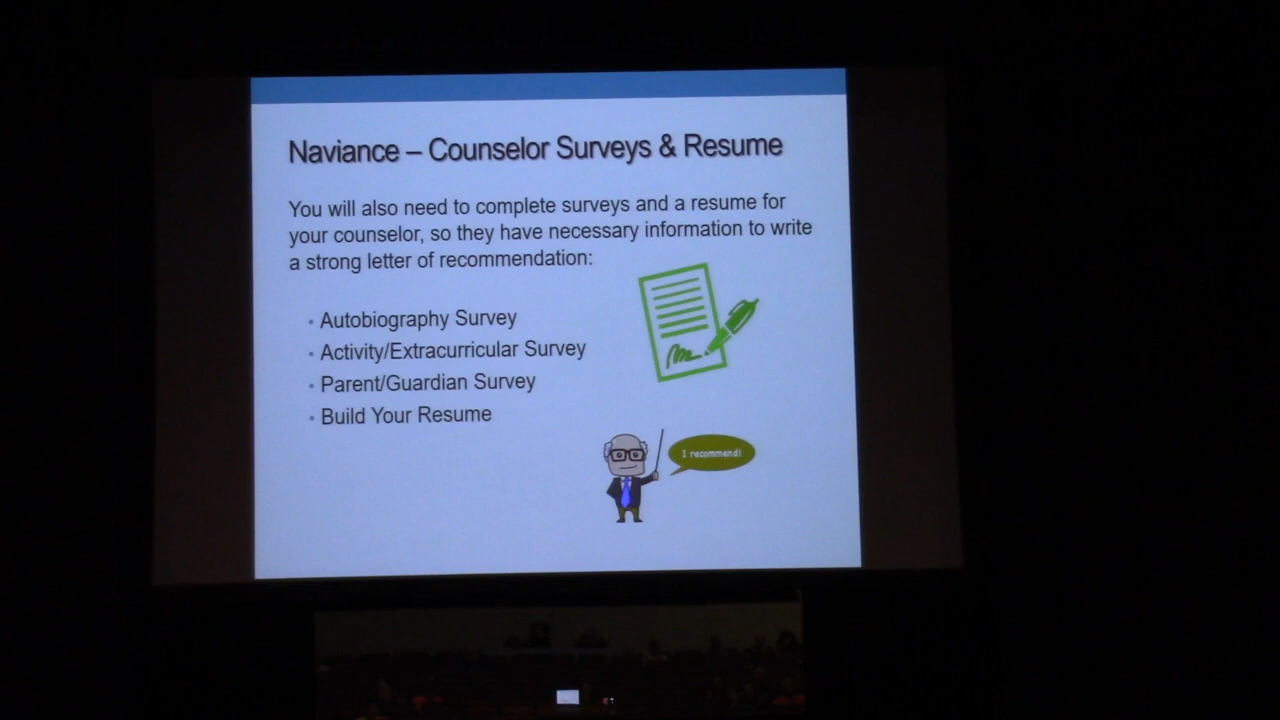 Naviance – Counselor Surveys & Resume
You will also need to complete surveys and a resume for
your counselor, so they have necessary information to write
a strong letter of recommendation:
• Autobiography Survey
• Activity/Extracurricular Survey
• Parent/Guardian Survey
• Build Your Resume
I recommend!